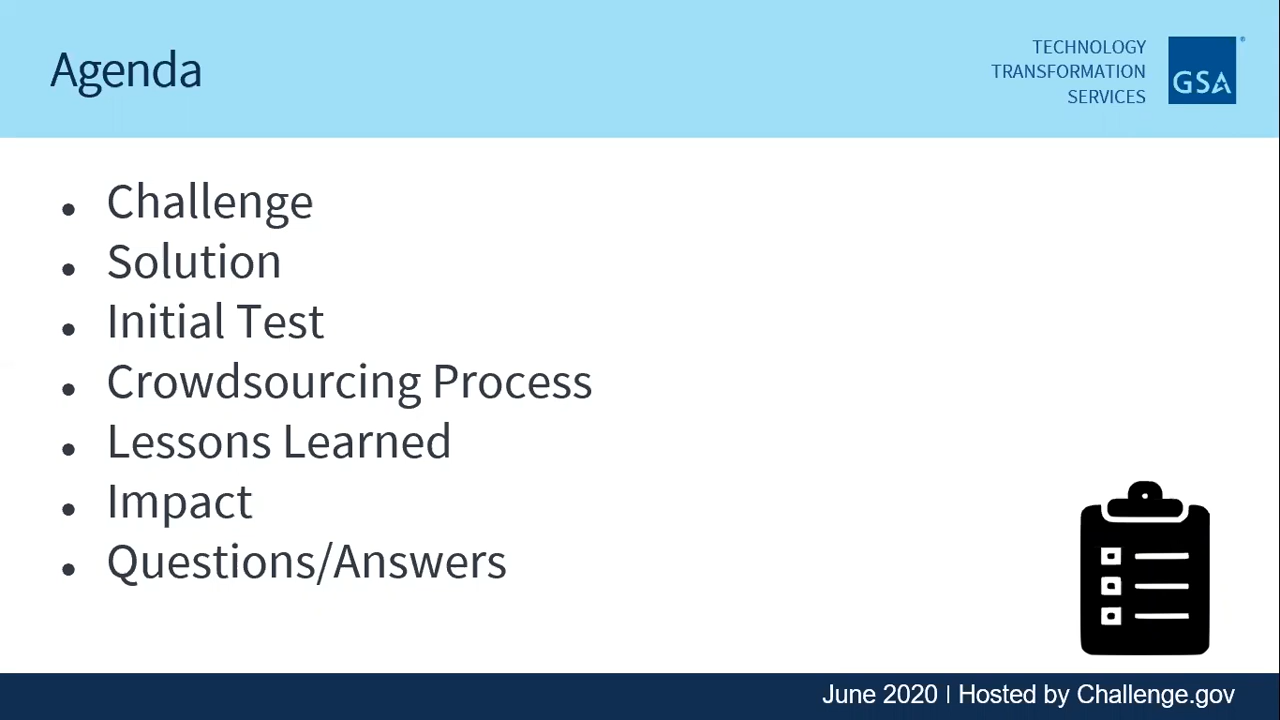 Agenda
TECHNOLOGY
TRANSFORMATION
SERVICES
GSA
Challenge
Solution
Initial Test
Crowdsourcing Process
Lessons Learned
Impact
Questions/Answers
June 2020 | Hosted by Challenge.gov